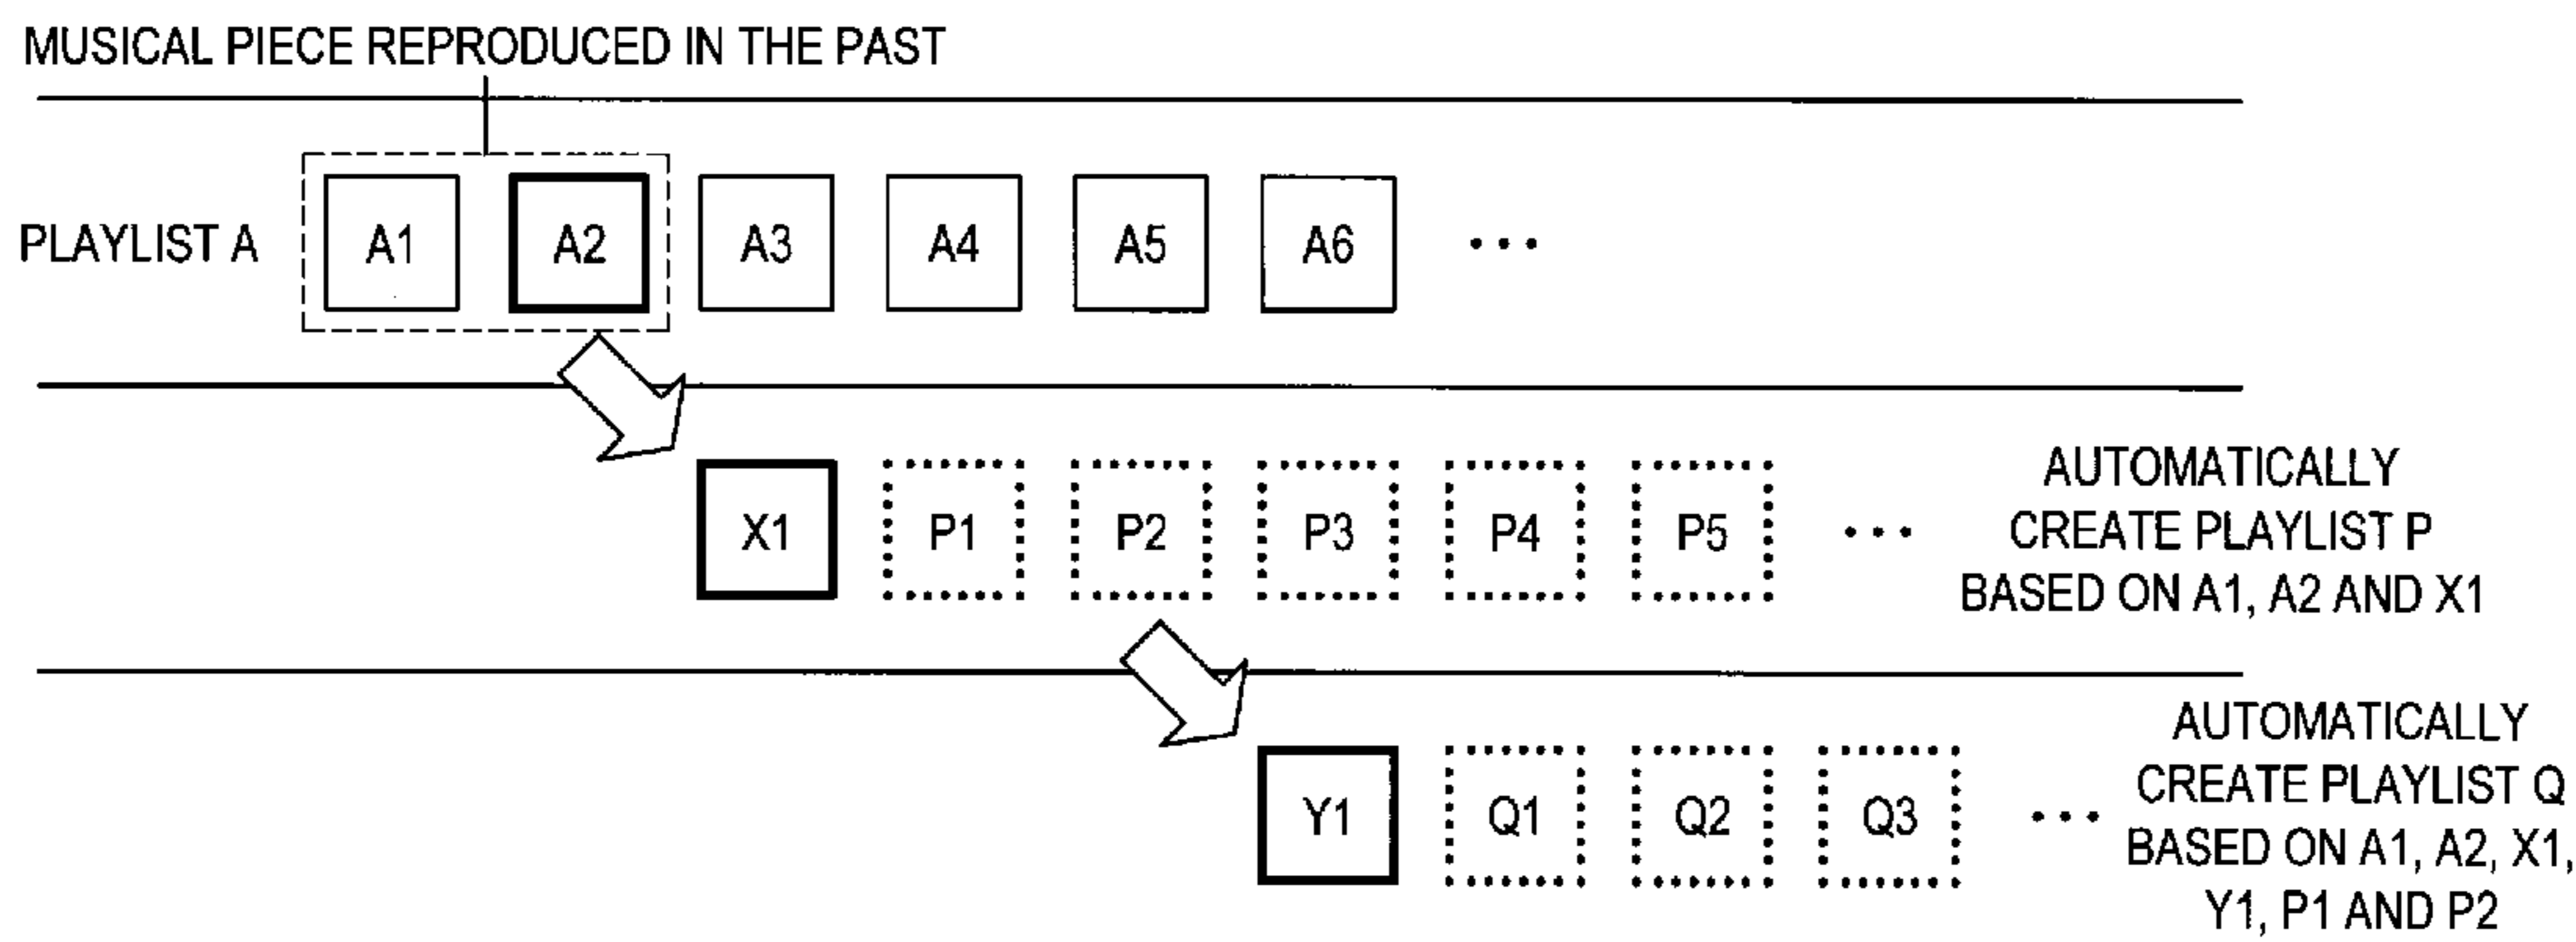 MUSICAL PIECE REPRODUCED IN THE PAST
PLAYLIST A A1 A2 A3 A4 A5 A6 ...
X1 P1 P2 P3 P4 P5 ...
AUTOMATICALLY
CREATE PLAYLIST P
BASED ON A1, A2 AND X1
Y1 Q1 Q2 Q3 ...
AUTOMATICALLY
CREATE PLAYLIST Q
BASED ON A1, A2, X1,
Y1, P1 AND P2